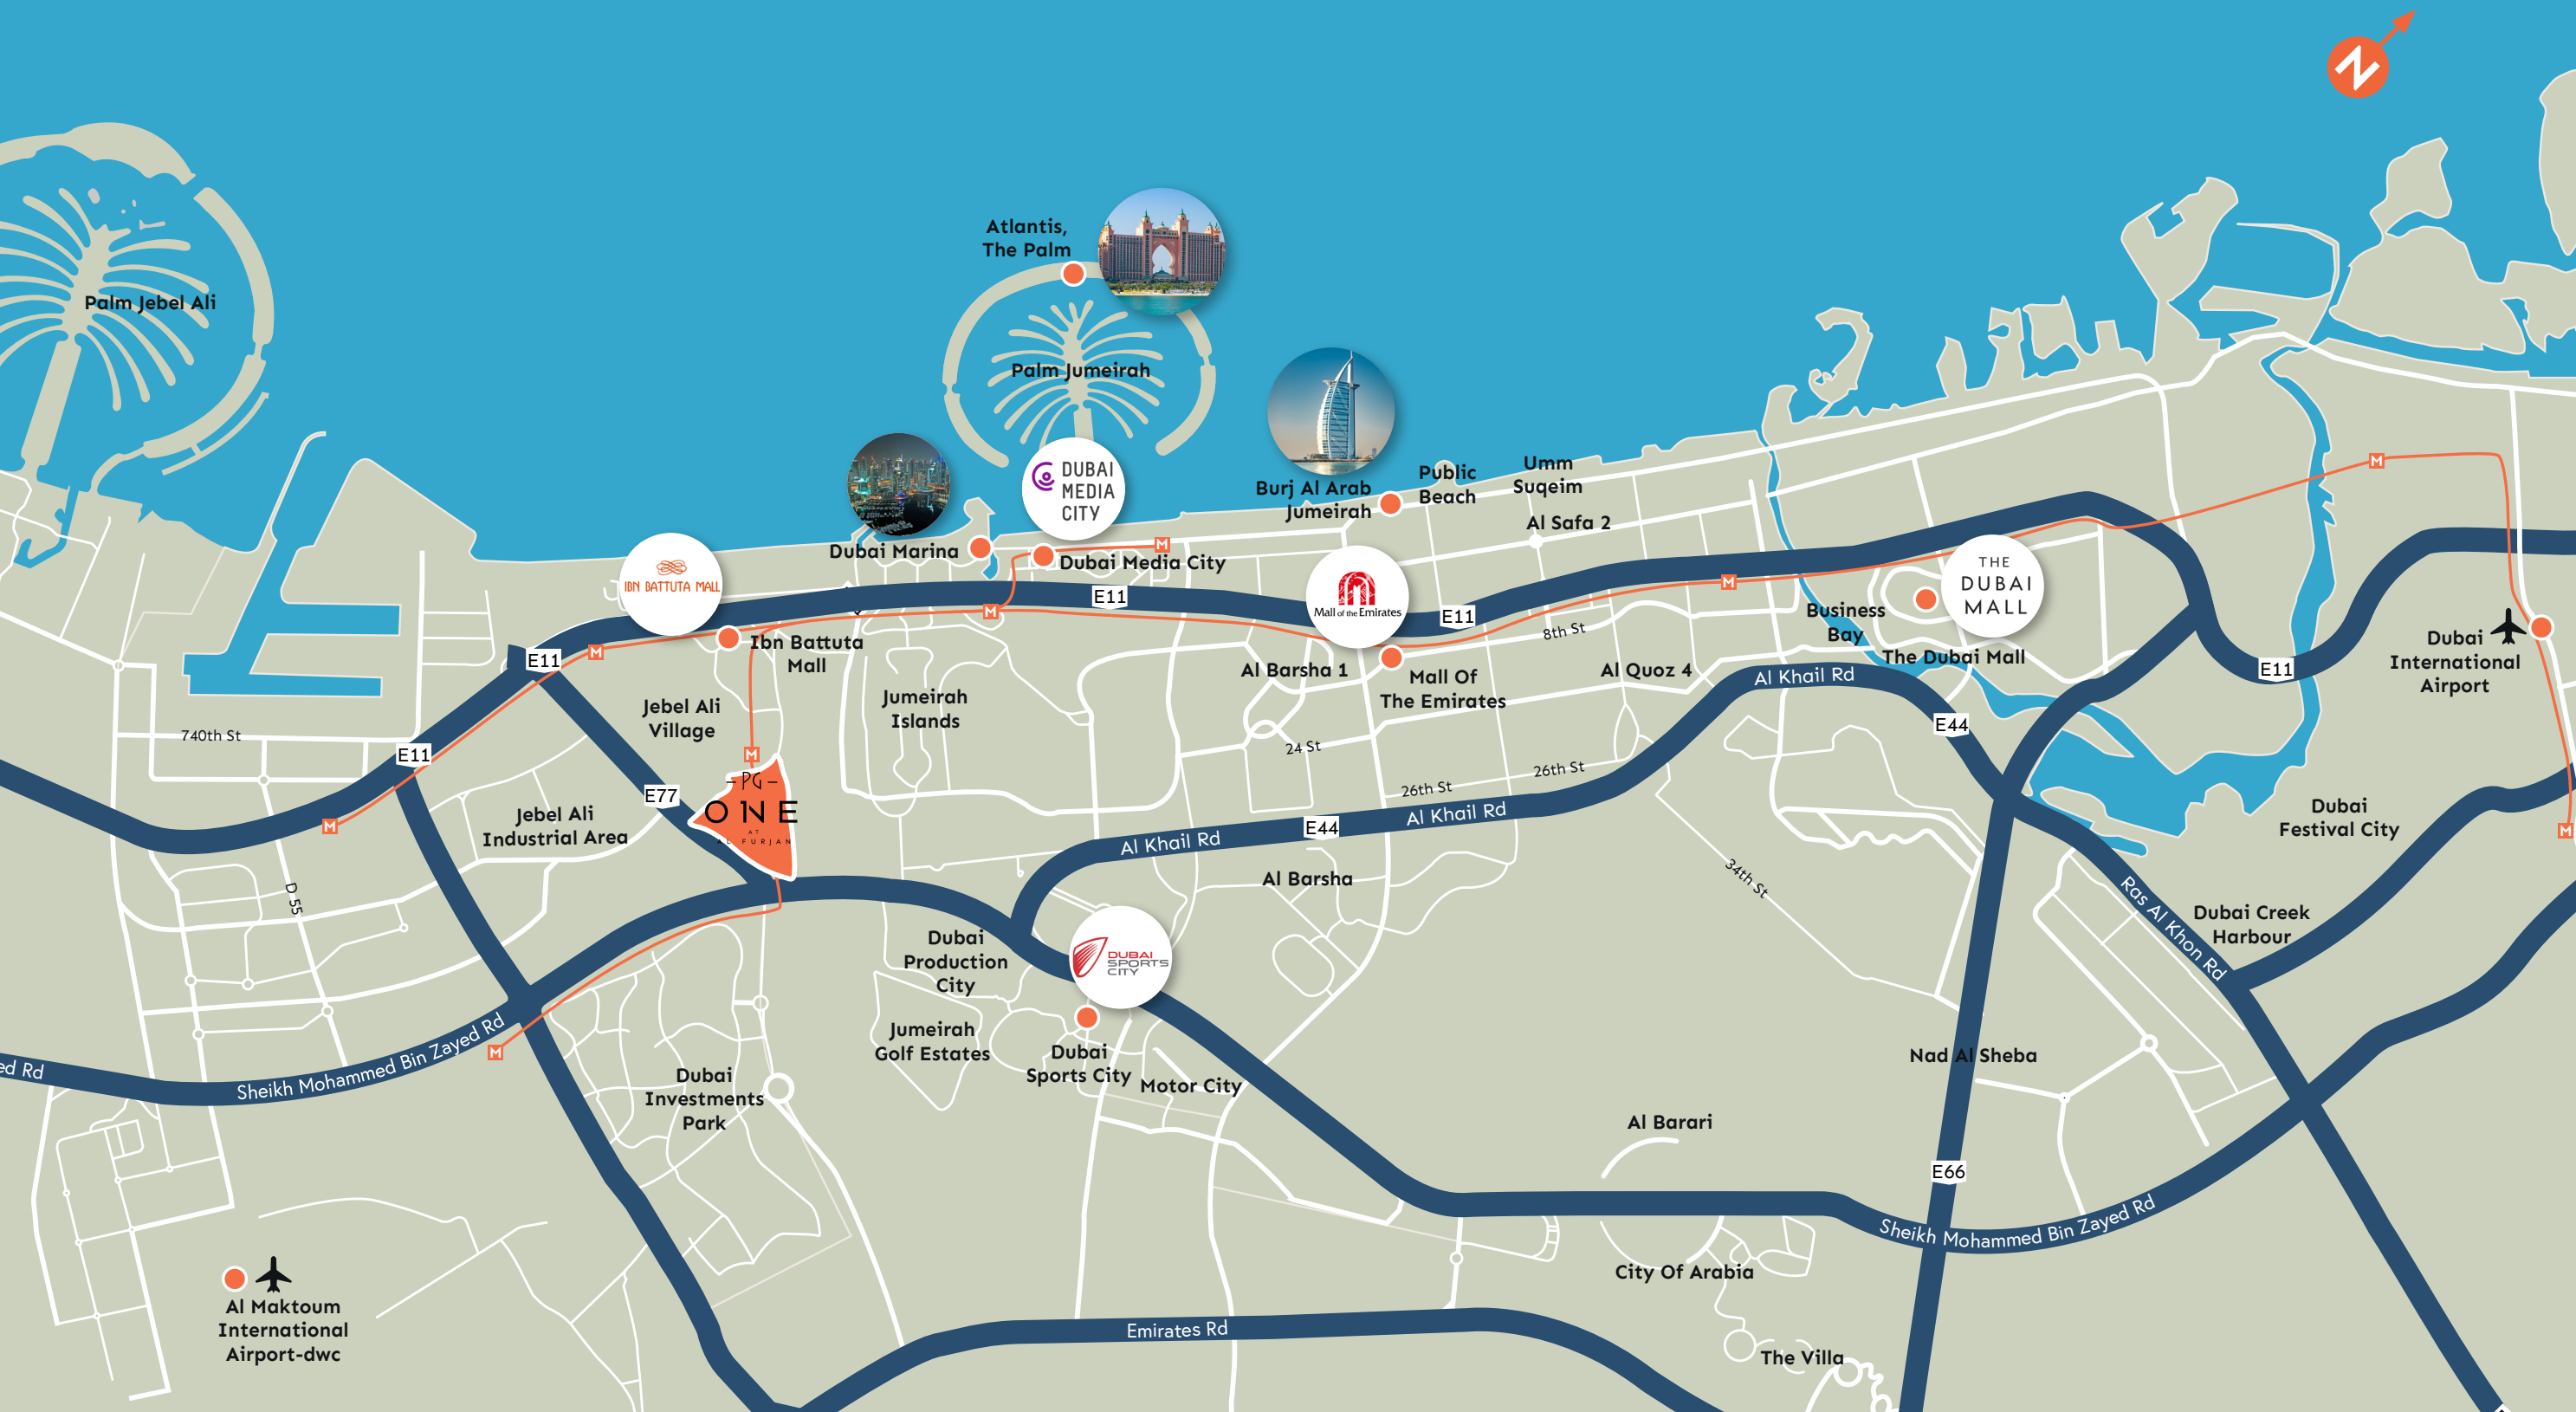 N
Atlantis,
The Palm
Palm Jebel Ali
Palm Jumeirah
DUBAI
MEDIA
CITY
Burj Al Arab
Jumeirah
Public
Beach
Umm
Suqeim
M
Al Safa 2
Dubai Marina
M
Dubai Media City
IBN BATTUTA MALL
E11
Mall of the Emirates
E11
M
THE
DUBAI
MALL
Business
Bay
The Dubai Mall
M
8th St
Ibn Battuta
Mall
M
E11
Al Barsha 1
Mall Of
The Emirates
Al Quoz 4
Al Khail Rd
E11
Dubai
International
Airport
Jebel Ali
Village
Jumeirah
Islands
740th St
E11
M
24 St
E44
26th St
26th St
E77
PG
ONE
AT
AL FURJAN
M
Jebel Ali
Industrial Area
Al Khail Rd
E44
Al Khail Rd
Dubai
Festival City
M
D 55
Al Barsha
34th St
Ras Al Khon Rd
Dubai Creek
Harbour
Dubai
Production
City
DUBAI
SPORTS
CITY
Jumeirah
Golf Estates
Dubai
Sports City
Motor City
Nad Al Sheba
M
ed Rd
Sheikh Mohammed Bin Zayed Rd
Dubai
Investments
Park
Al Barari
E66
Sheikh Mohammed Bin Zayed Rd
City Of Arabia
Al Maktoum
International
Airport-dwc
Emirates Rd
The Villa